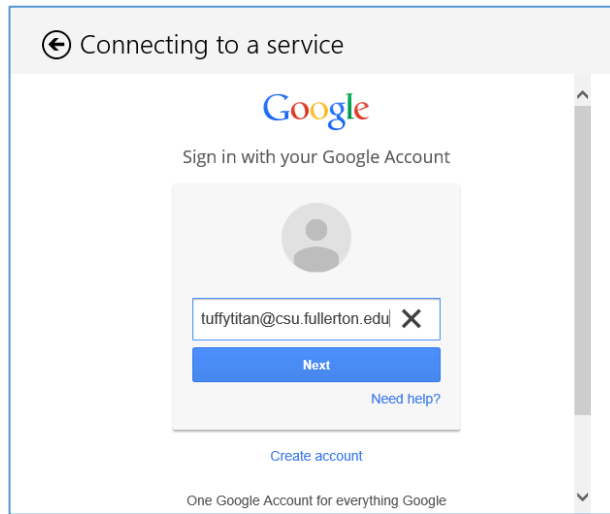 Connecting to a service
Google
Sign in with your Google Account
tuffytitan@csu.fullerton.edu
Next
Need help?
Create account
One Google Account for everything Google